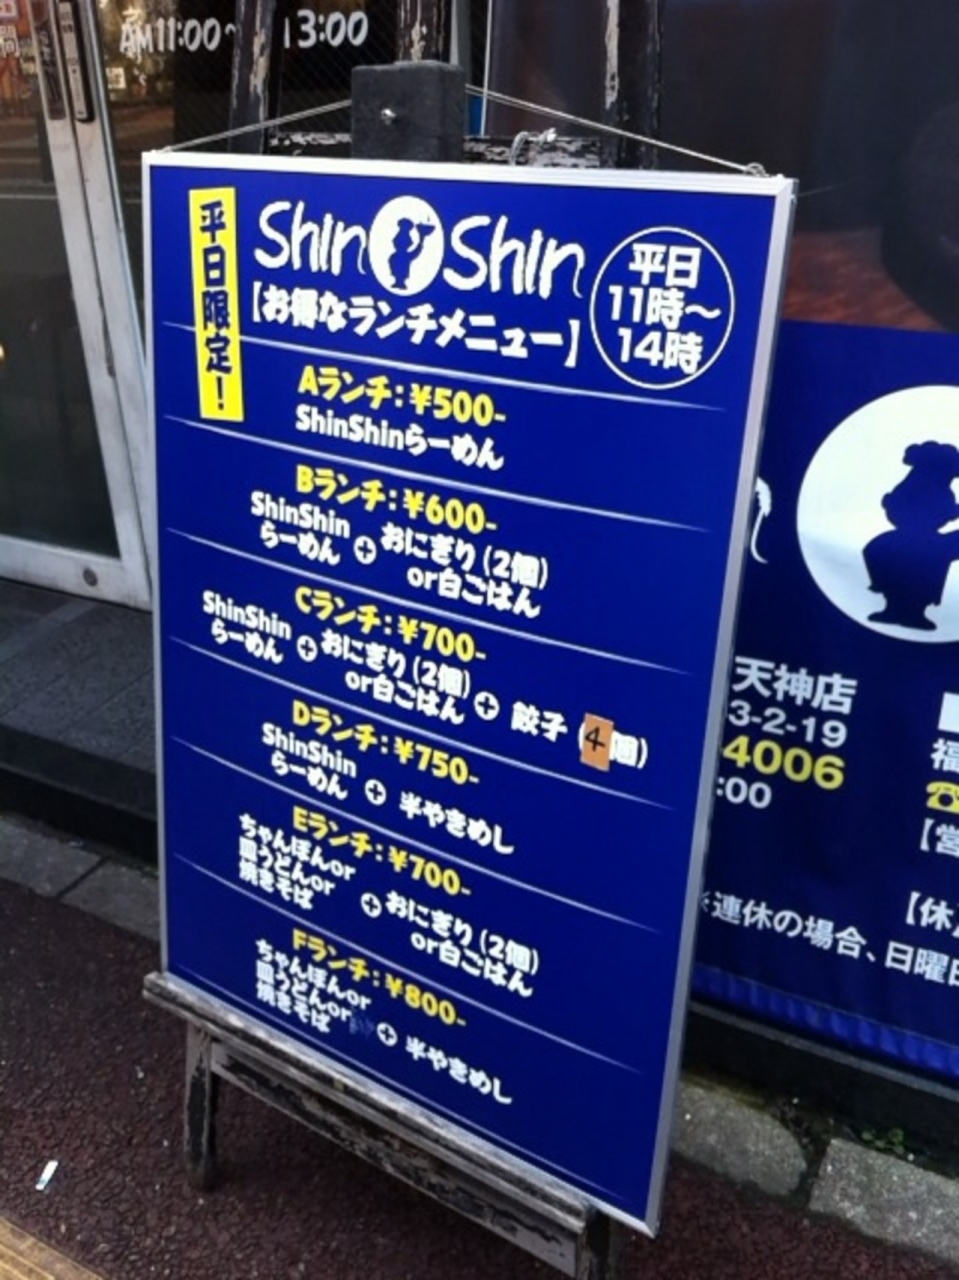 AM11:00~
13:00
間
平日限定!
Shin Shin
【お得なランチメニュー】
平日
11時~
14時
Aランチ:¥500-
ShinShinらーめん
Bランチ:¥600-
ShinShin
らーめん
+
おにぎり(2個)
or白ごはん
Cランチ:¥700-
ShinShin
らーめん
+
おにぎり(2個)
or白ごはん
+
餃子(4個)
Dランチ:¥750-
ShinShin
らーめん
+
半やきめし
Eランチ:¥700-
ちゃんぽんor
皿うどんor
焼きそば
+
おにぎり(2個)
or白ごはん
Fランチ:¥800-
ちゃんぽんor
皿うどんor
焼きそば
+
半やきめし
天神店
3-2-19
4006
:00
福
☎
【営
【休
※連休の場合、日曜日